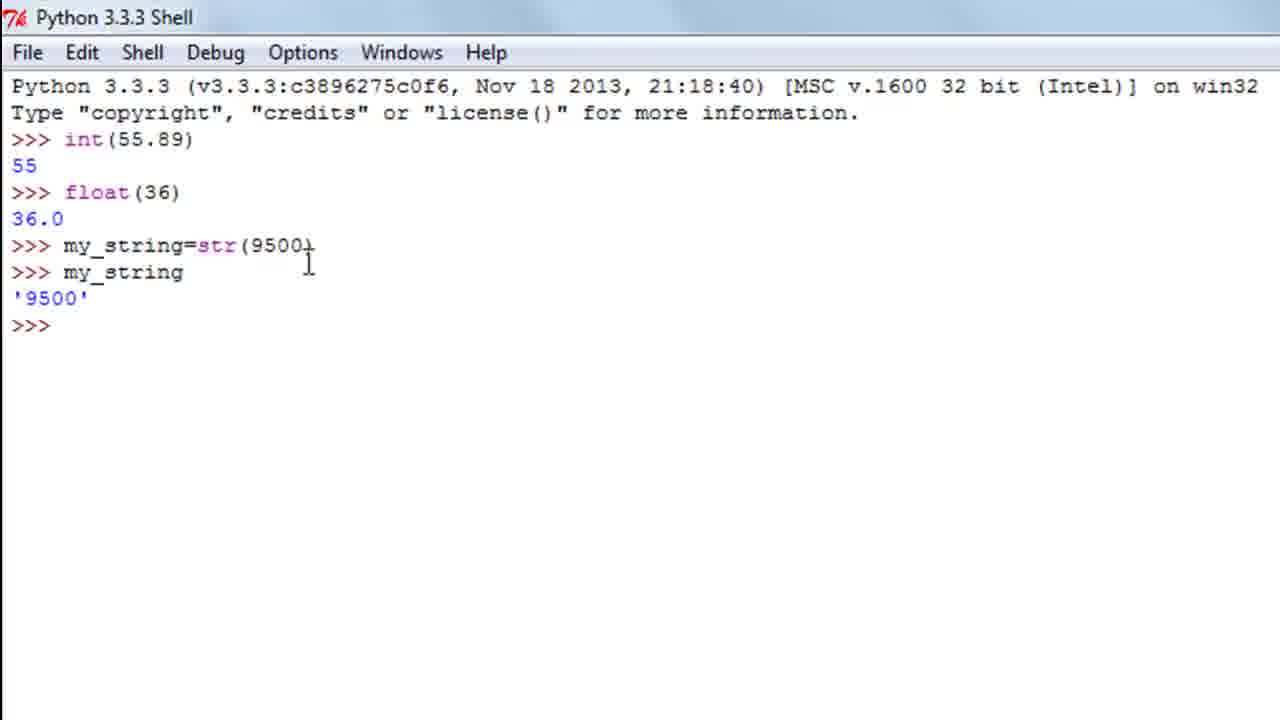 Python 3.3.3 Shell
File Edit Shell Debug Options Windows Help
Python 3.3.3 (v3.3.3:c3896275c0f6, Nov 18 2013, 21:18:40) [MSC v.1600 32 bit (Intel)] on win32
Type "copyright", "credits" or "license()" for more information.
>>> int(55.89)
55
>>> float(36)
36.0
>>> my_string=str(9500)
>>> my_string
'9500'
>>>